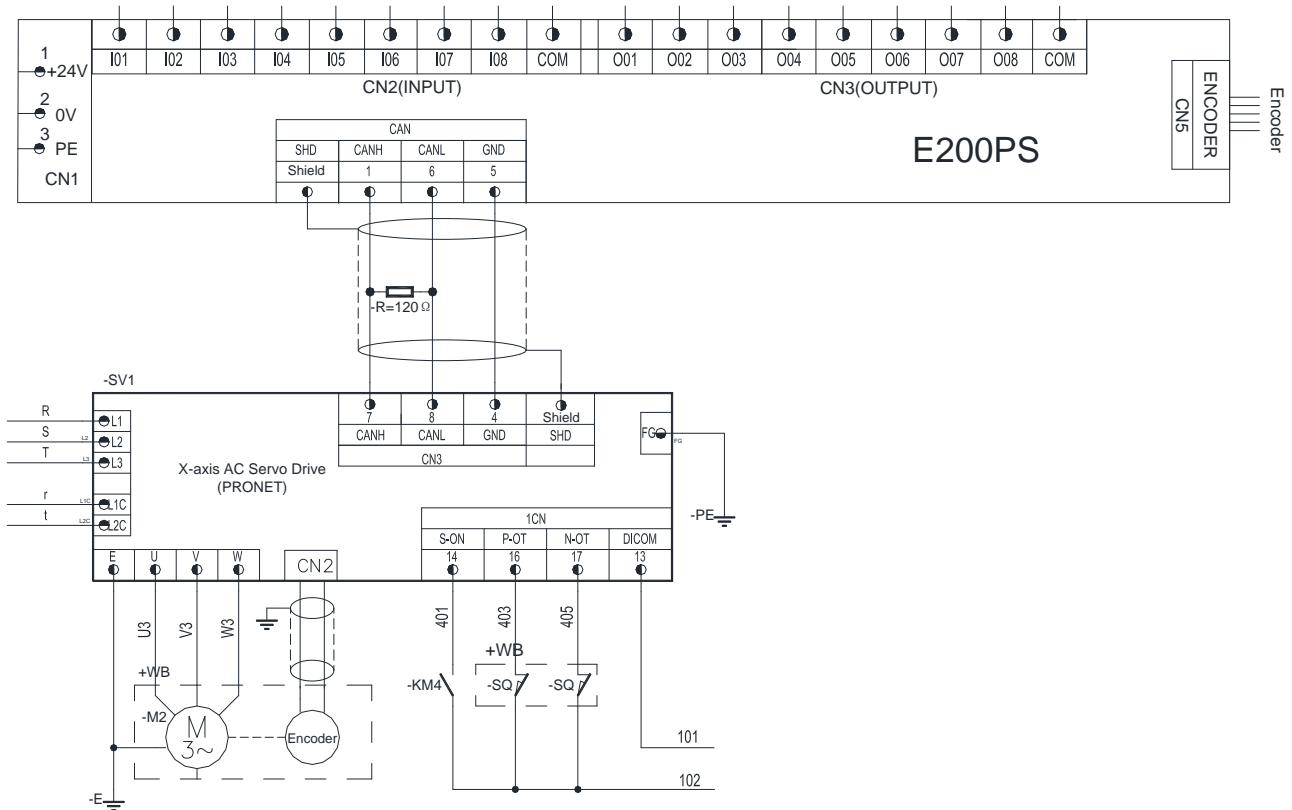 1
+24V
2
0V
3
PE
CN1
I01 I02 I03 I04 I05 I06 I07 I08 COM
CN2(INPUT)
O01 O02 O03 O04 O05 O06 O07 O08 COM
CN3(OUTPUT)
E200PS
ENCODER
CN5
Encoder
CAN
SHD CANH CANL GND
Shield 1 6 5
-R=120 Ω
-SV1
7 8 4 Shield
CANH CANL GND SHD
CN3
R
L1
S
L2
L2
T
L3
L3
r
L1C
L1C
t
L2C
L2C
X-axis AC Servo Drive
(PRONET)
FG
FG
-PE
1CN
S-ON P-OT N-OT DICOM
14 16 17 13
E U V W
CN2
U3
V3
W3
401
403
405
+WB
+WB
-KM4
-SQ
-SQ
-M2
M
3~
Encoder
101
102
-E